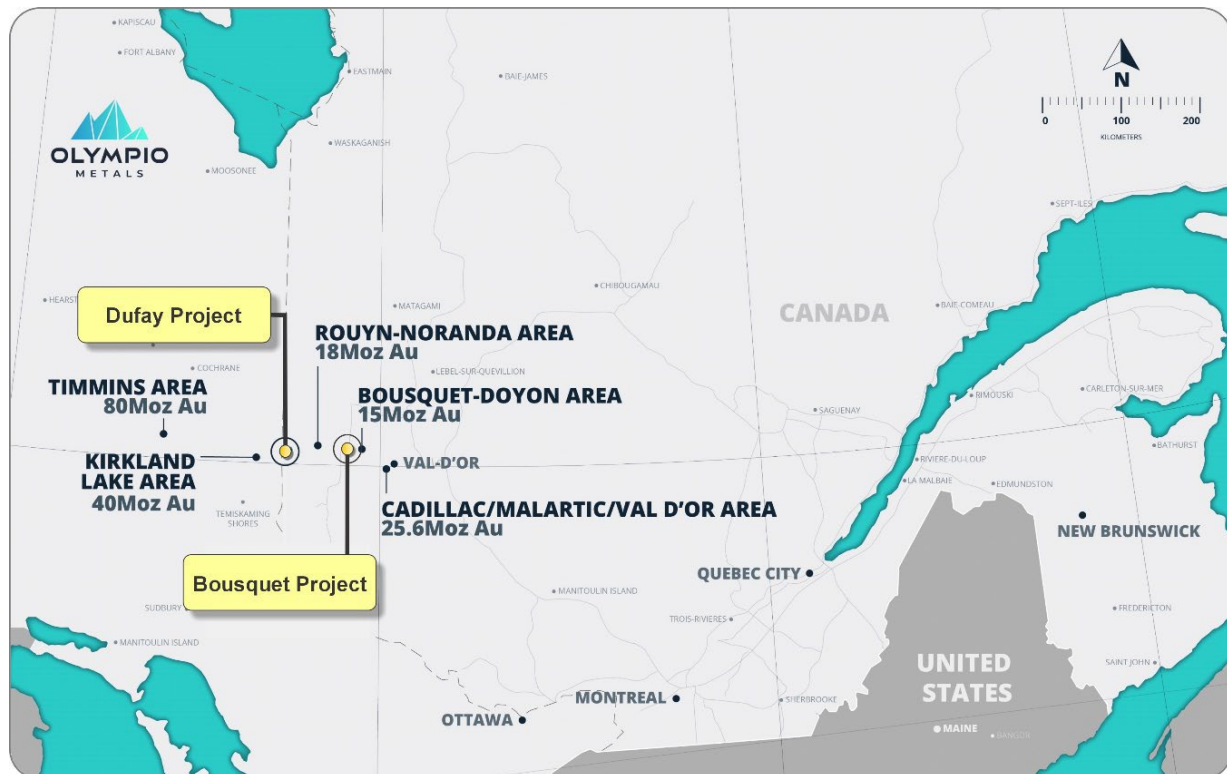 KAPISCAU
FORT ALBANY
EASTMAIN
BAIE-JAMES
N
0 100 200
KILOMETERS
OLYMPIO
METALS
WASKAGANISH
MOOSONEE
SEPT-ILES
HEARST
Dufay Project
MATAGAMI
CHIBOUGAMAU
CANADA
BAIE-COMEAU
ROUYN-NORANDA AREA
18Moz Au
COCHRANE
LEBEL-SUR-QUEVILLION
TIMMINS AREA
80Moz Au
BOUSQUET-DOYON AREA
15Moz Au
SAGUENAY
RIMOUSKI
CARLETON-SUR-MER
BATHURST
KIRKLAND
LAKE AREA
40Moz Au
VAL-D'OR
RIVIERE-DU-LOUP
LA MALBAIE
EDMUNDSTON
TEMISKAMING
SHORES
CADILLAC/MALARTIC/VAL D'OR AREA
25.6Moz Au
NEW BRUNSWICK
Bousquet Project
QUEBEC CITY
MANITOULIN ISLAND
SUDBURY
TROIS-RIVIERES
FREDERICTON
MANITOULIN ISLAND
UNITED
STATES
SAINT JOHN
MONTREAL
SHERBROOKE
OTTAWA
MAINE
BANGOR